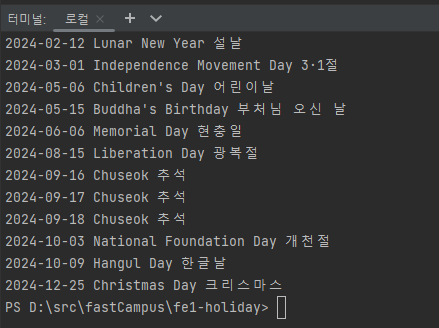 터미널: 로컬
2024-02-12 Lunar New Year 설날
2024-03-01 Independence Movement Day 3·1절
2024-05-06 Children's Day 어린이날
2024-05-15 Buddha's Birthday 부처님 오신 날
2024-06-06 Memorial Day 현충일
2024-08-15 Liberation Day 광복절
2024-09-16 Chuseok 추석
2024-09-17 Chuseok 추석
2024-09-18 Chuseok 추석
2024-10-03 National Foundation Day 개천절
2024-10-09 Hangul Day 한글날
2024-12-25 Christmas Day 크리스마스
PS D:\src\fastCampus\fe1-holiday>